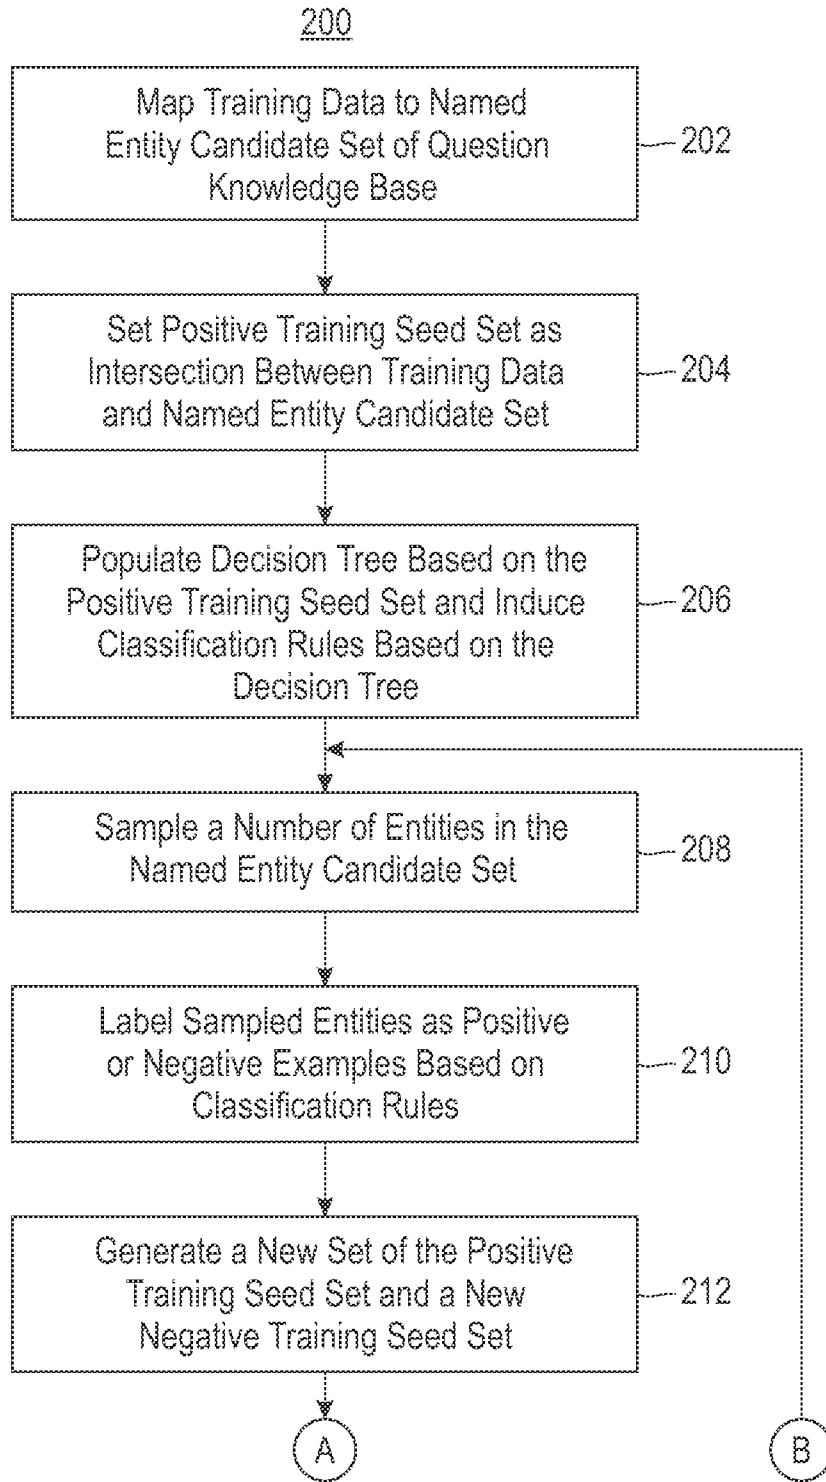 200
Map Training Data to Named
Entity Candidate Set of Question
Knowledge Base
202
Set Positive Training Seed Set as
Intersection Between Training Data
and Named Entity Candidate Set
204
Populate Decision Tree Based on the
Positive Training Seed Set and Induce
Classification Rules Based on the
Decision Tree
206
Sample a Number of Entities in the
Named Entity Candidate Set
208
Label Sampled Entities as Positive
or Negative Examples Based on
Classification Rules
210
Generate a New Set of the Positive
Training Seed Set and a New
Negative Training Seed Set
212
A
B